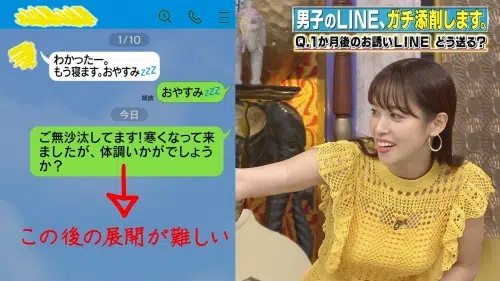 男子のLINE、ガチ添削します。
Q.1か月後のお誘いLINE どう送る?
1/10
わかったー。
もう寝ます。おやすみzzz
既読
おやすみzzz
今日
ご無沙汰してます!寒くなって来
ましたが、体調いかがでしょう
か?
この後の展開が難しい